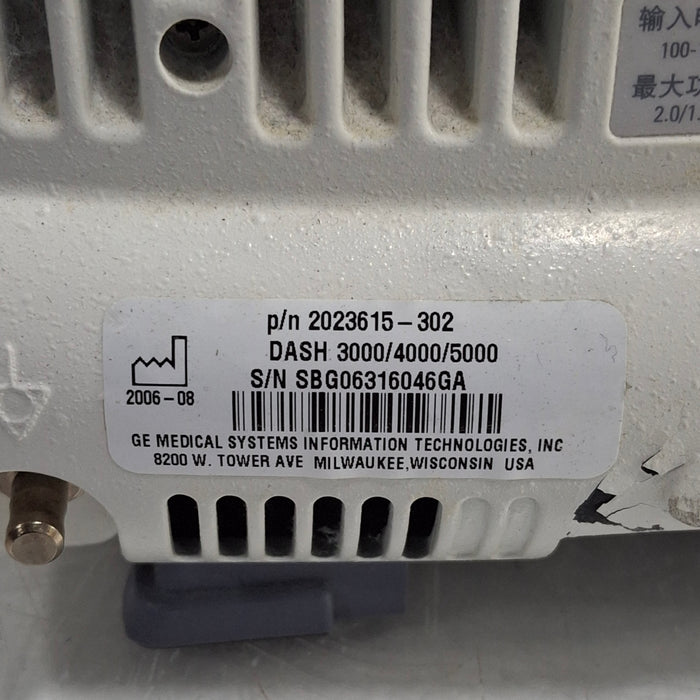 输入
100-
最大功
2.0/1.
p/n 2023615-302
DASH 3000/4000/5000
S/N SBG06316046GA
2006-08
GE MEDICAL SYSTEMS INFORMATION TECHNOLOGIES, INC
8200 W. TOWER AVE MILWAUKEE, WISCONSIN USA